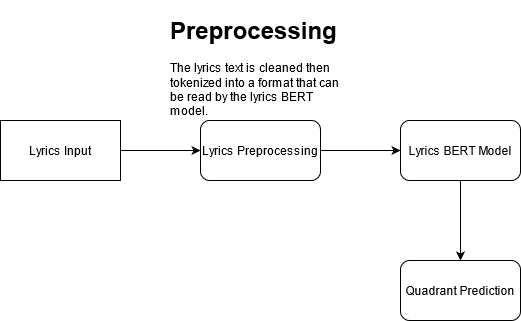 Preprocessing
The lyrics text is cleaned then
tokenized into a format that can
be read by the lyrics BERT
model.
Lyrics Input
Lyrics Preprocessing
Lyrics BERT Model
Quadrant Prediction